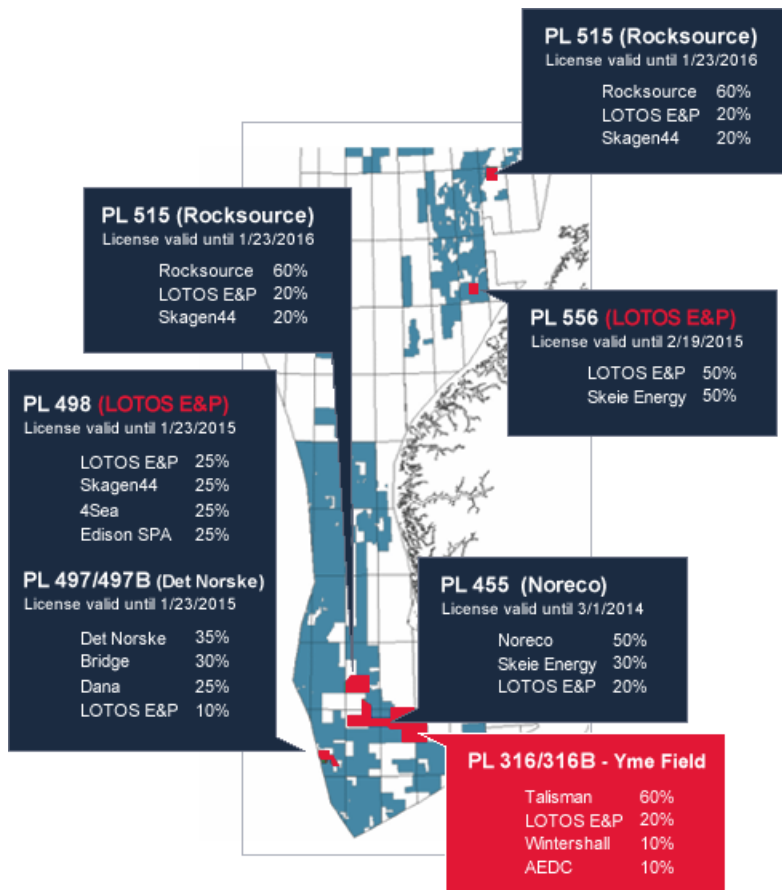 PL 515 (Rocksource)
License valid until 1/23/2016
Rocksource 60%
LOTOS E&P 20%
Skagen44 20%
PL 515 (Rocksource)
License valid until 1/23/2016
Rocksource 60%
LOTOS E&P 20%
Skagen44 20%
PL 556 (LOTOS E&P)
License valid until 2/19/2015
LOTOS E&P 50%
Skeie Energy 50%
PL 498 (LOTOS E&P)
License valid until 1/23/2015
LOTOS E&P 25%
Skagen44 25%
4Sea 25%
Edison SPA 25%
PL 497/497B (Det Norske)
License valid until 1/23/2015
Det Norske 35%
Bridge 30%
Dana 25%
LOTOS E&P 10%
PL 455 (Noreco)
License valid until 3/1/2014
Noreco 50%
Skeie Energy 30%
LOTOS E&P 20%
PL 316/316B - Yme Field
Talisman 60%
LOTOS E&P 20%
Wintershall 10%
AEDC 10%